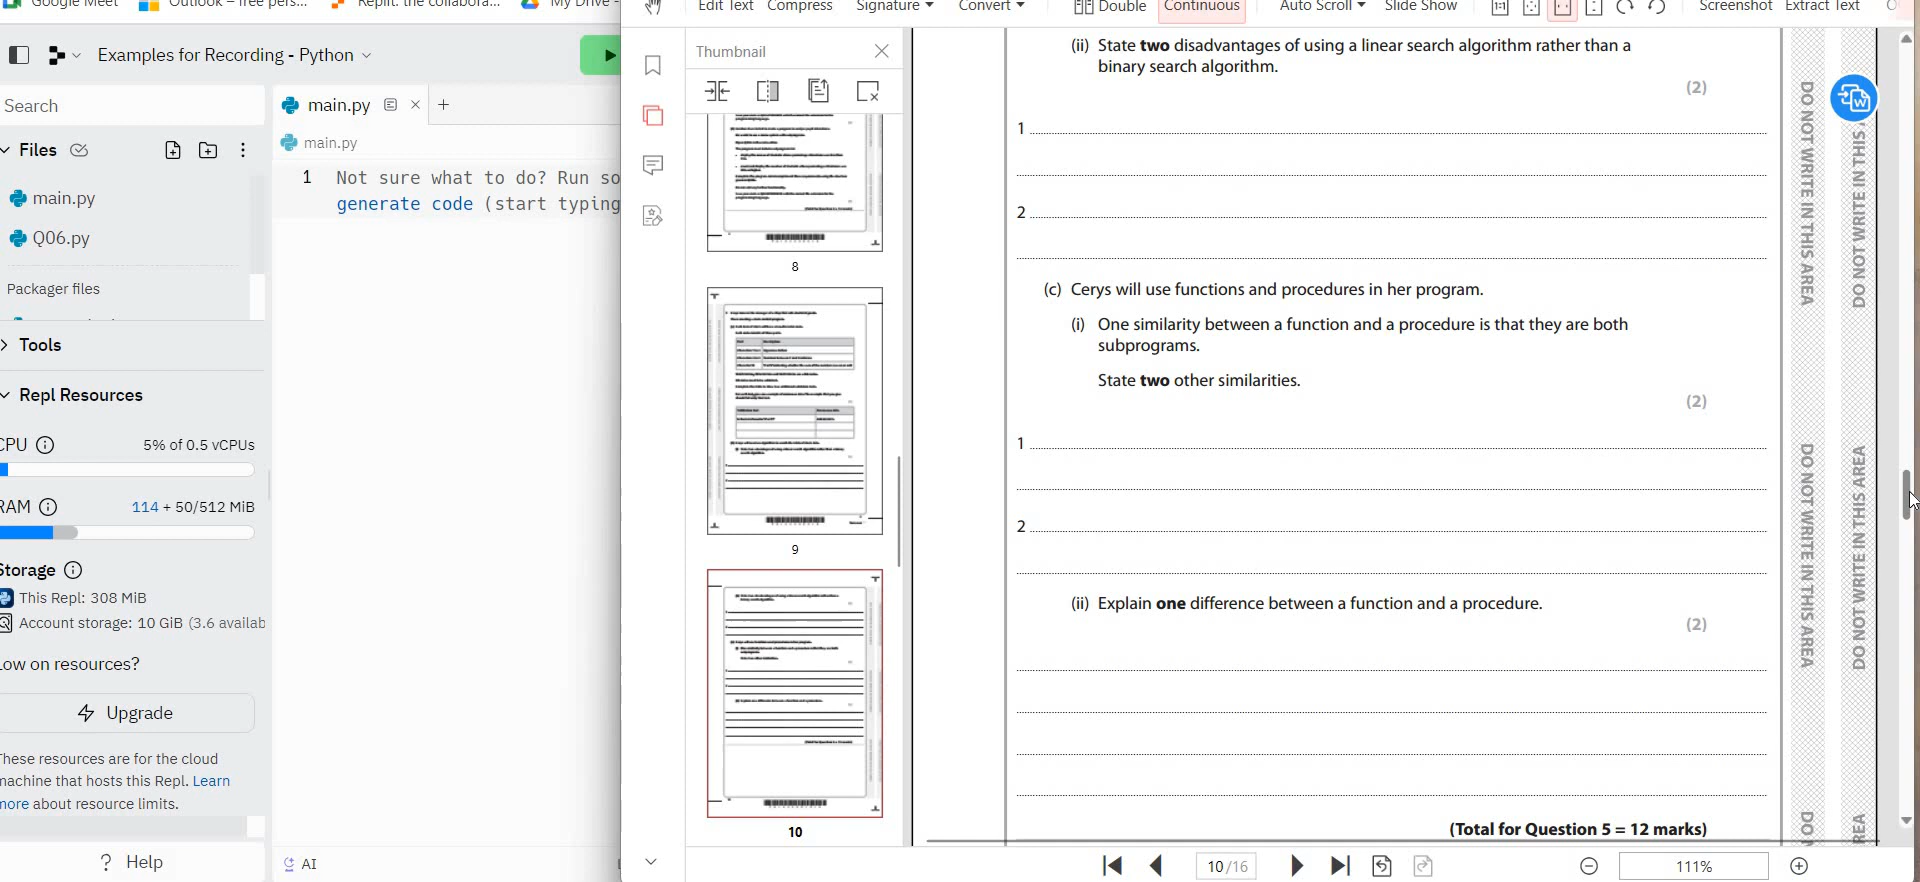 Google Meet
Outlook – free pers...
Replit: the collabora...
My Drive -
Examples for Recording - Python
Search
Files
main.py
Q06.py
Packager files
Tools
Repl Resources
CPU
5% of 0.5 vCPUs
RAM
114 + 50/512 MiB
Storage
This Repl: 308 MiB
Account storage: 10 GiB (3.6 availab
Low on resources?
Upgrade
These resources are for the cloud
machine that hosts this Repl. Learn
more about resource limits.
? Help
main.py
main.py
1 Not sure what to do? Run so
generate code (start typing
AI
Edit Text
Compress
Signature
Convert
Double
Continuous
Auto Scroll
Slide Show
1:1
Screenshot
Extract Text
Thumbnail
8
9
10
(ii) State two disadvantages of using a linear search algorithm rather than a
binary search algorithm.
(2)
1
2
(c) Cerys will use functions and procedures in her program.
(i) One similarity between a function and a procedure is that they are both
subprograms.
State two other similarities.
(2)
1
2
(ii) Explain one difference between a function and a procedure.
(2)
(Total for Question 5 = 12 marks)
DO NOT WRITE IN THIS AREA
DO NOT WRITE IN THIS AREA
DO N
DO NOT WRITE IN THIS A
DO NOT WRITE IN THIS AREA
REA
W
10 /16
111%